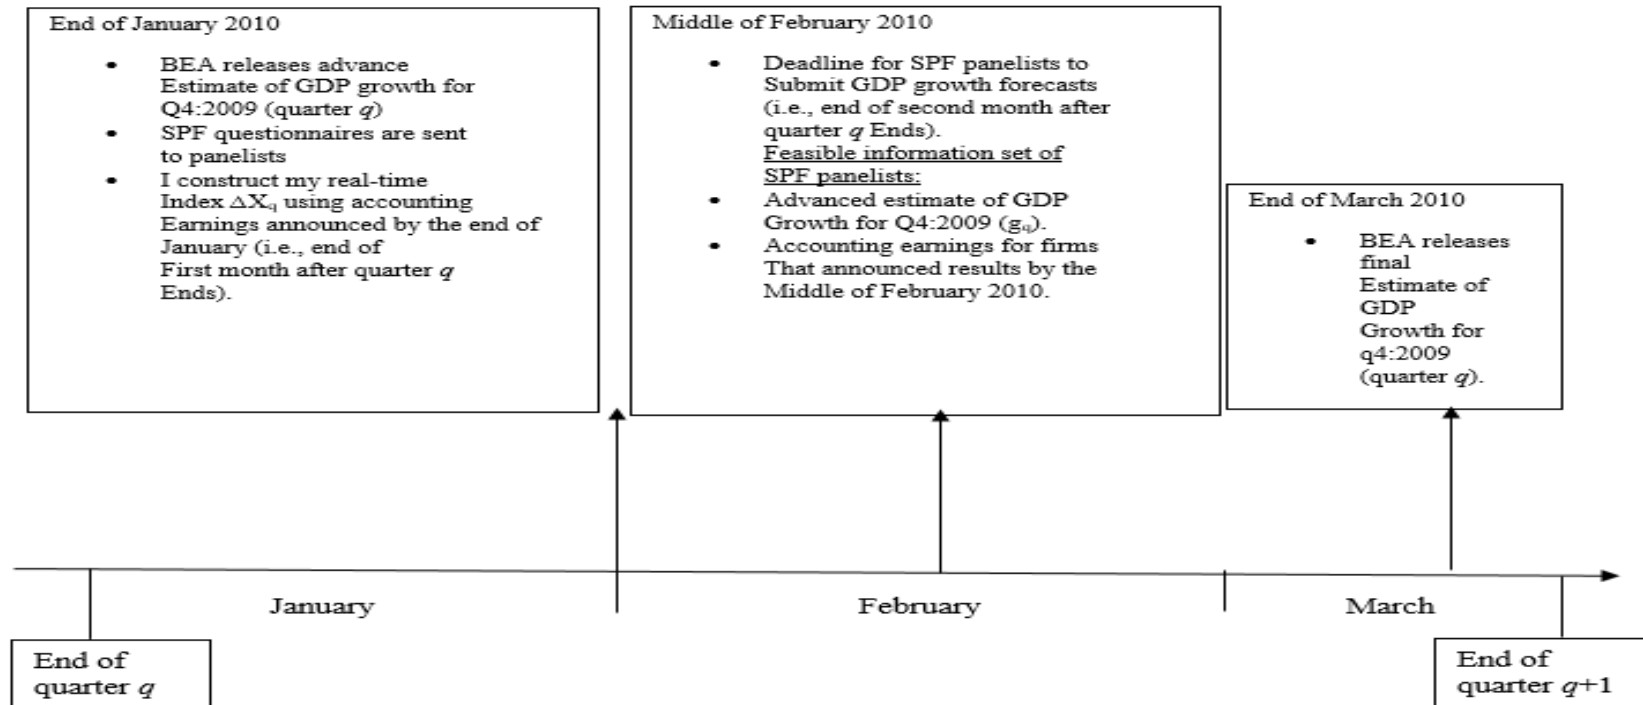 End of January 2010
• BEA releases advance
Estimate of GDP growth for
Q4:2009 (quarter q)
• SPF questionnaires are sent
to panelists
• I construct my real-time
Index ΔXq using accounting
Earnings announced by the end of
January (i.e., end of
First month after quarter q
Ends).
Middle of February 2010
• Deadline for SPF panelists to
Submit GDP growth forecasts
(i.e., end of second month after
quarter q Ends).
Feasible information set of
SPF panelists:
• Advanced estimate of GDP
Growth for Q4:2009 (gq).
• Accounting earnings for firms
That announced results by the
Middle of February 2010.
End of March 2010
• BEA releases
final
Estimate of
GDP
Growth for
q4:2009
(quarter q).
January
February
March
End of
quarter q
End of
quarter q+1